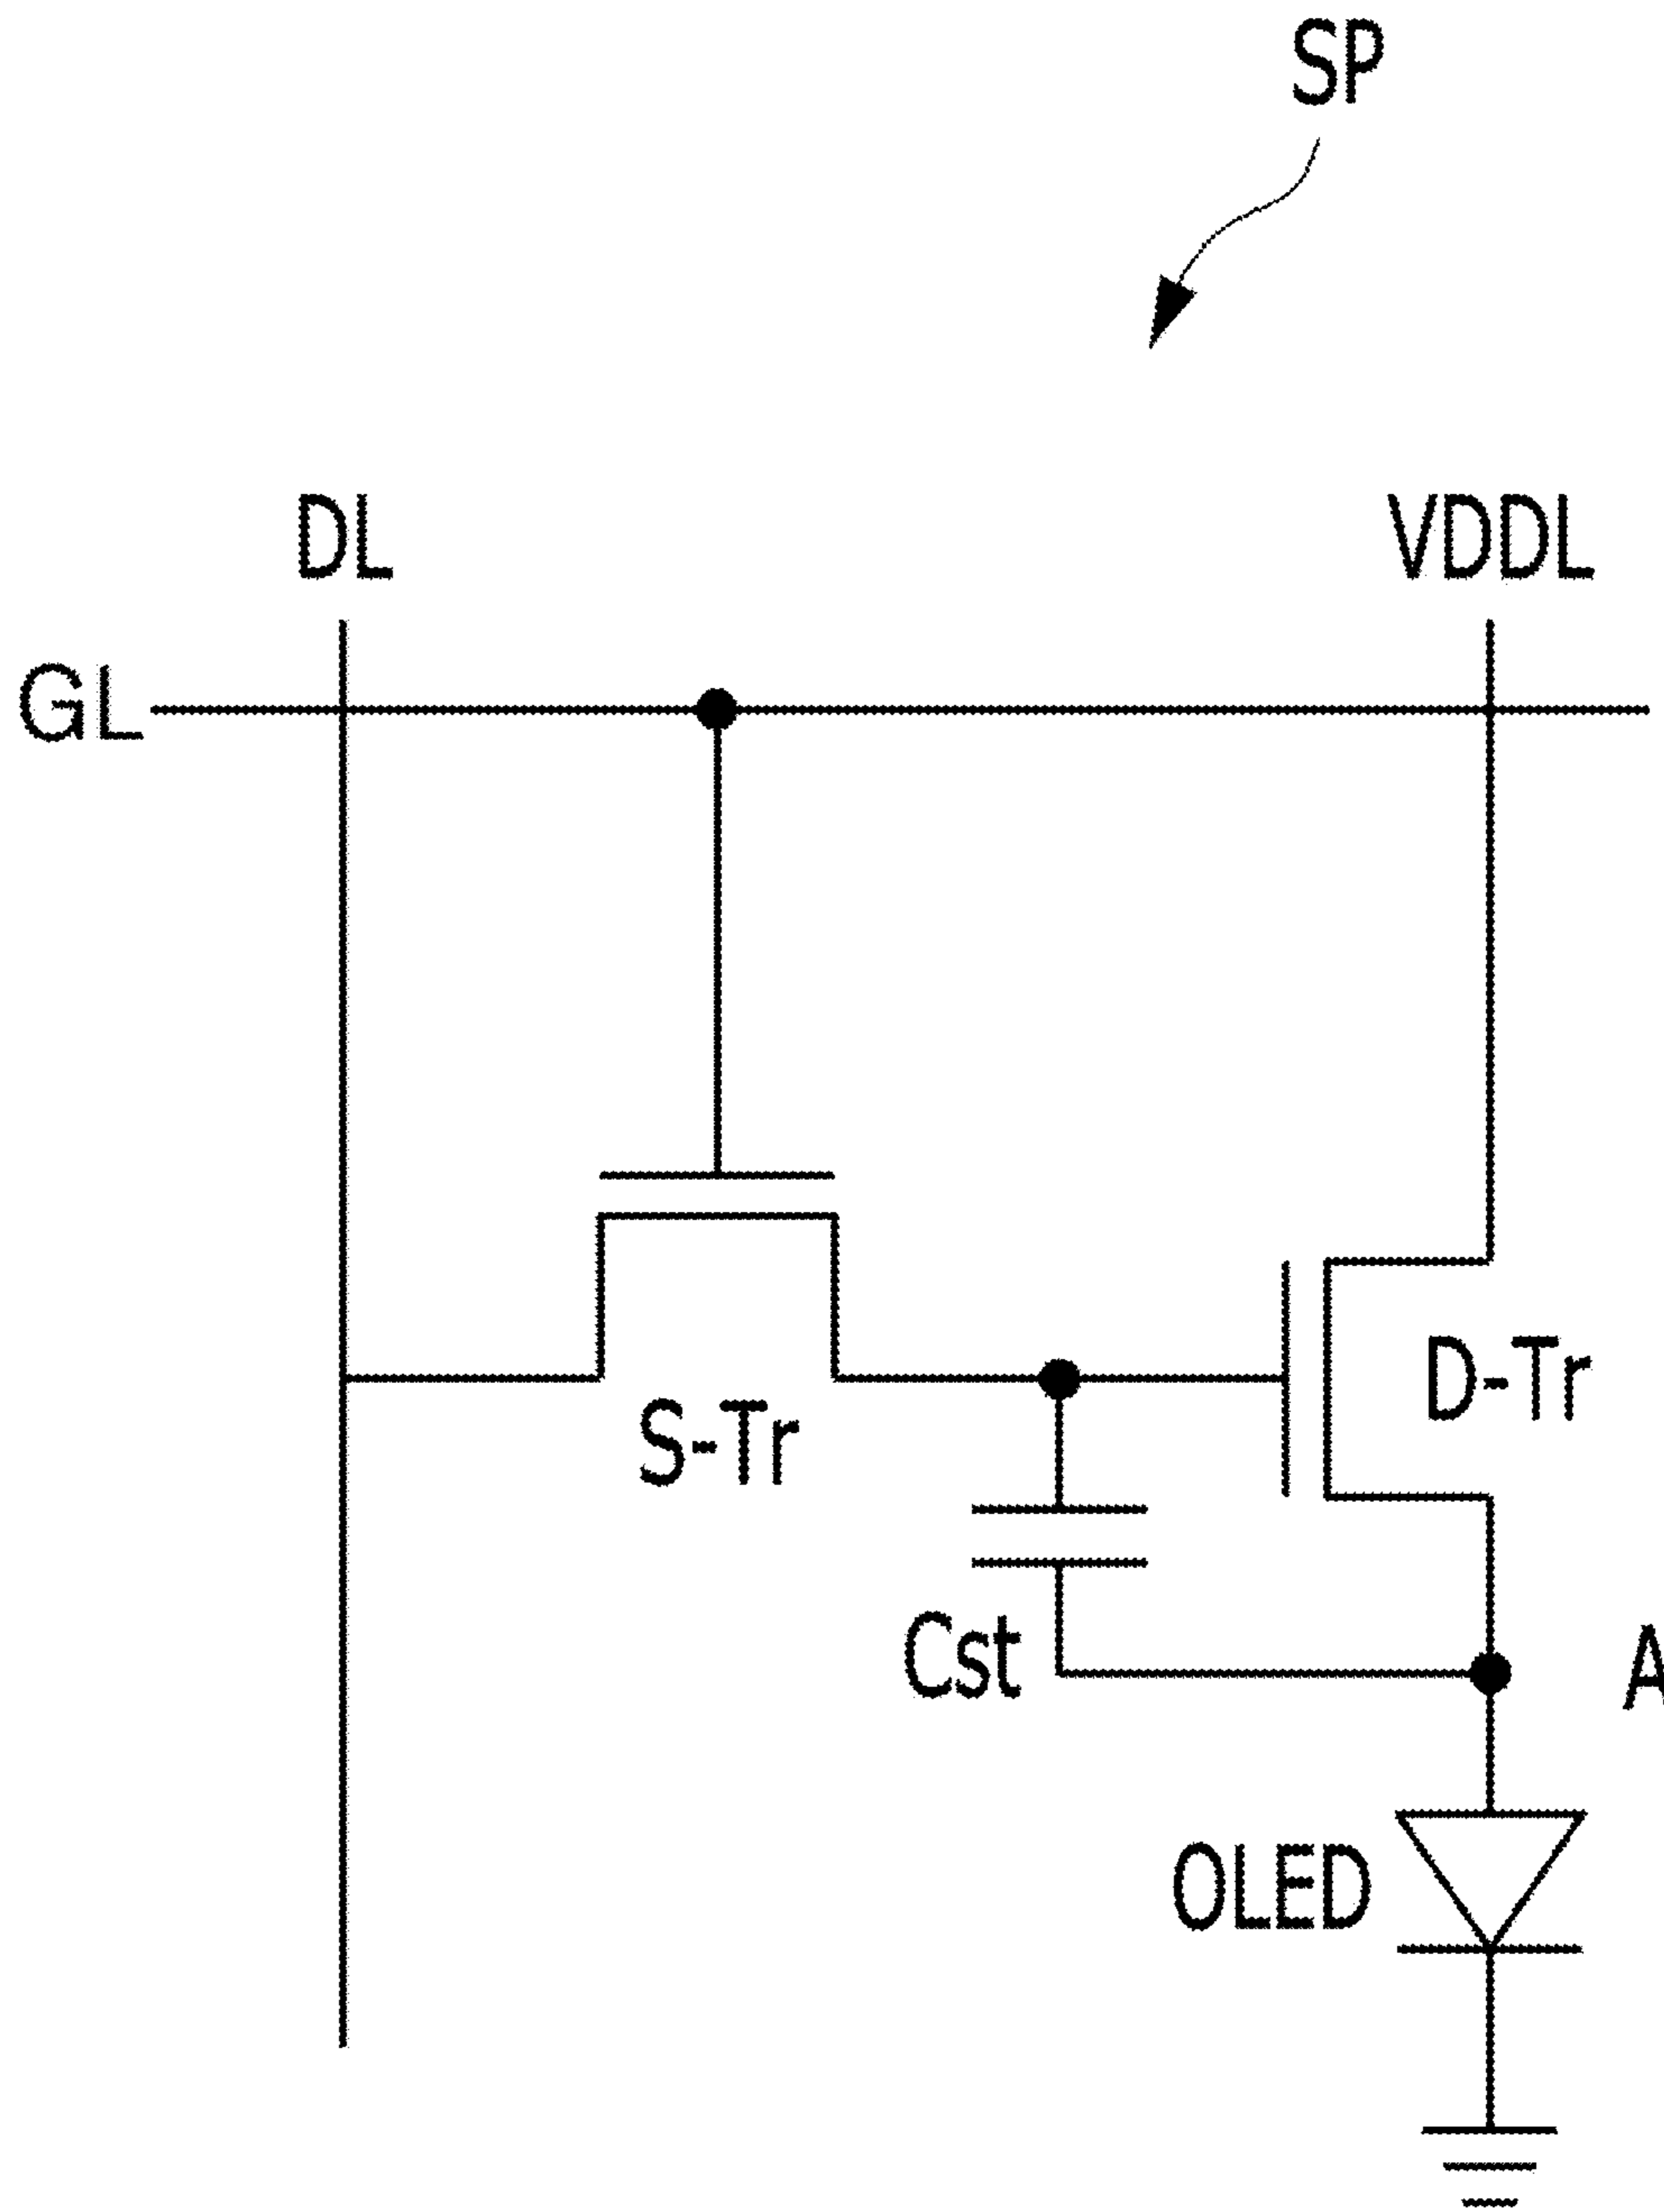 SP
DL
VDDL
GL
D-Tr
S-Tr
Cst
A
OLED